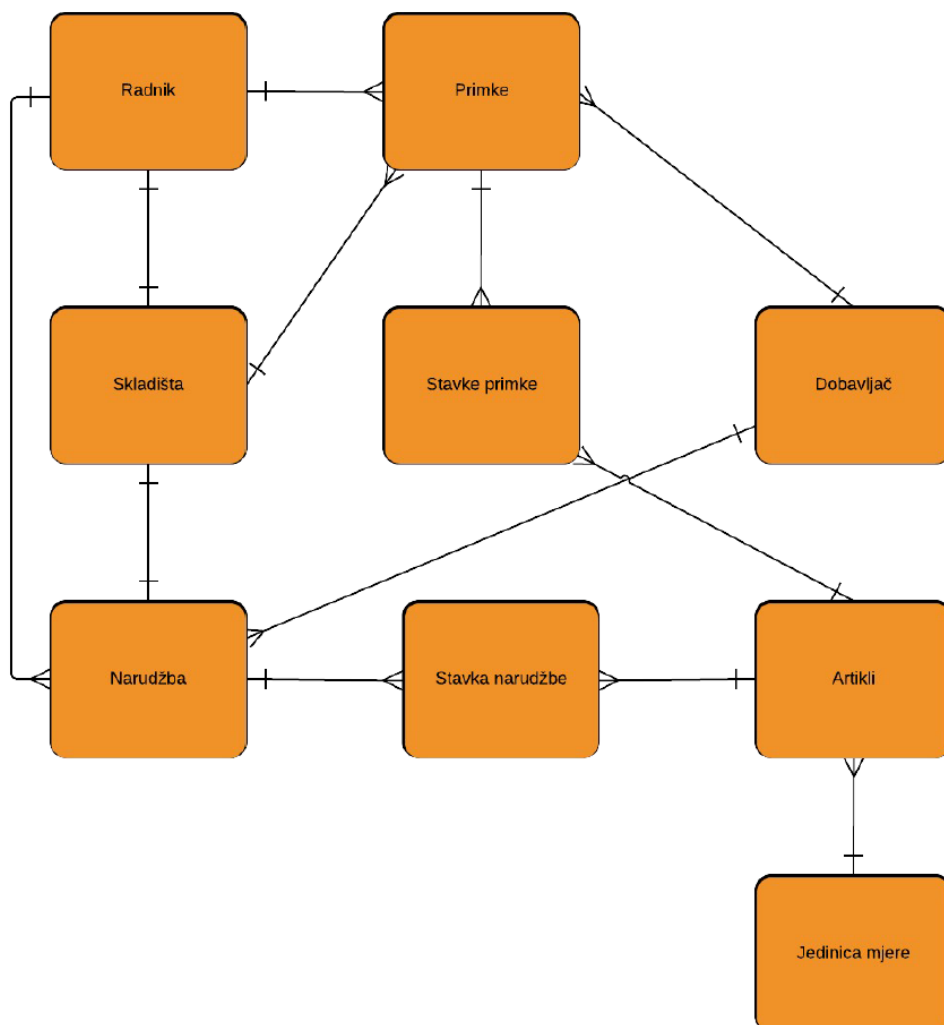 Radnik
Primke
Skladišta
Stavke primke
Dobavljač
Narudžba
Stavka narudžbe
Artikli
Jedinica mjere